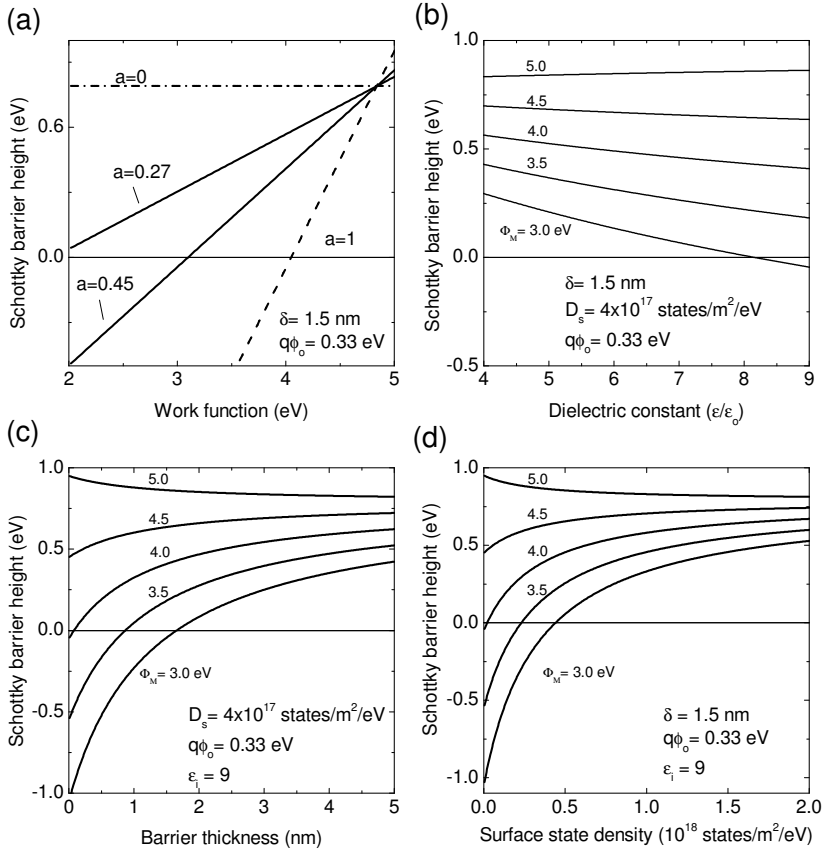 (a)
Schottky barrier height (eV)
0.6
0.0
a=0
a=0.27
a=0.45
a=1
δ= 1.5 nm
qϕo= 0.33 eV
2 3 4 5
Work function (eV)
(b)
Schottky barrier height (eV)
1.0
0.5
0.0
-0.5
5.0
4.5
4.0
3.5
ΦM= 3.0 eV
δ= 1.5 nm
Ds= 4x10¹⁷ states/m²/eV
qϕo= 0.33 eV
4 5 6 7 8 9
Dielectric constant (ε/εo)
(c)
Schottky barrier height (eV)
1.0
0.5
0.0
-0.5
-1.0
5.0
4.5
4.0
3.5
ΦM= 3.0 eV
Ds= 4x10¹⁷ states/m²/eV
qϕo= 0.33 eV
εi = 9
0 1 2 3 4 5
Barrier thickness (nm)
(d)
Schottky barrier height (eV)
1.0
0.5
0.0
-0.5
-1.0
5.0
4.5
4.0
3.5
ΦM= 3.0 eV
δ = 1.5 nm
qϕo= 0.33 eV
εi = 9
0.0 0.5 1.0 1.5 2.0
Surface state density (10¹⁸ states/m²/eV)